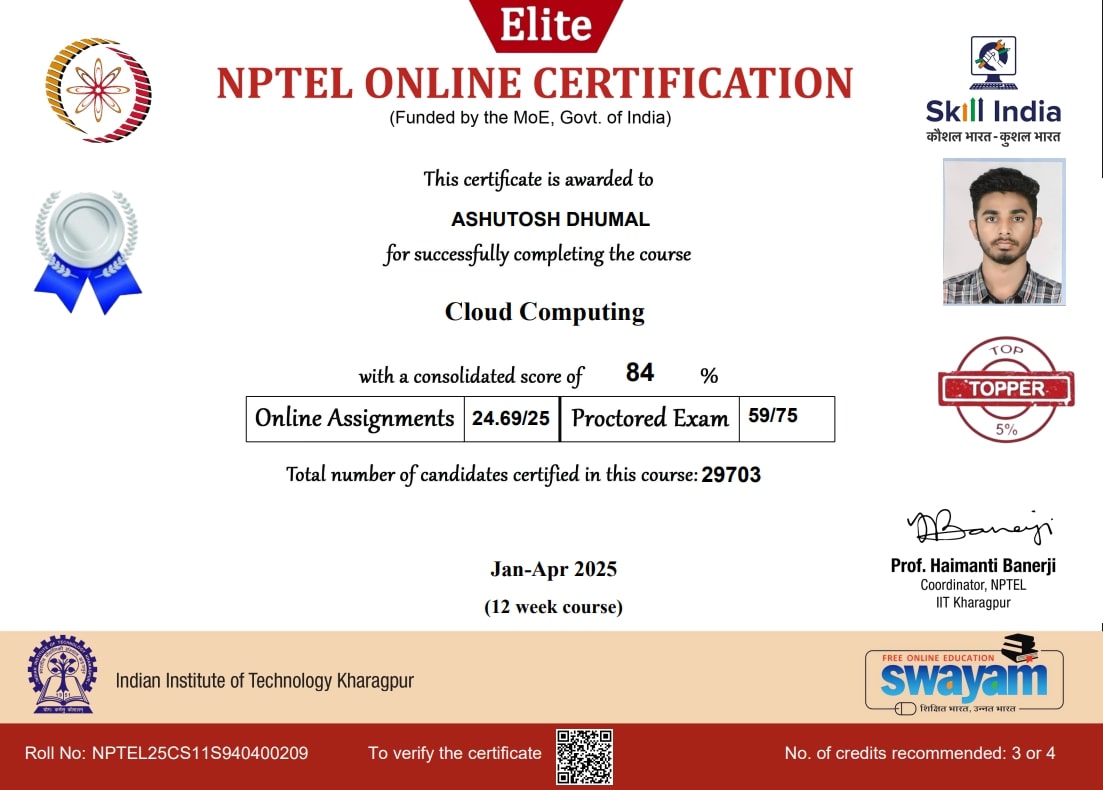 Elite
NPTEL ONLINE CERTIFICATION
(Funded by the MoE, Govt. of India)
Skill India
कौशल भारत - कुशल भारत
This certificate is awarded to
ASHUTOSH DHUMAL
for successfully completing the course
Cloud Computing
with a consolidated score of 84 %
Online Assignments 24.69/25 Proctored Exam 59/75
TOP
TOPPER
5%
Total number of candidates certified in this course: 29703
Jan-Apr 2025
(12 week course)
Prof. Haimanti Banerji
Coordinator, NPTEL
IIT Kharagpur
Indian Institute of Technology Kharagpur
FREE ONLINE EDUCATION
swayam
शिक्षित भारत, उन्नत भारत
Roll No: NPTEL25CS11S940400209
To verify the certificate
No. of credits recommended: 3 or 4